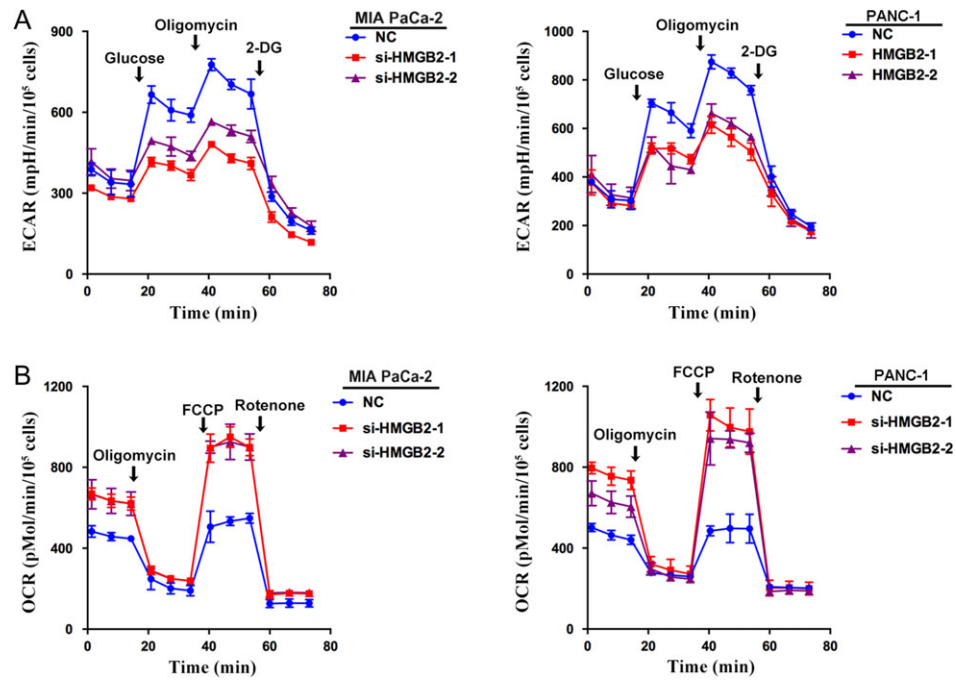 A
MIA PaCa-2
NC
si-HMGB2-1
si-HMGB2-2
Oligomycin
Glucose
2-DG
900
600
300
0
ECAR (mpH/min/10⁵ cells)
0 20 40 60 80
Time (min)
PANC-1
NC
HMGB2-1
HMGB2-2
Oligomycin
Glucose
2-DG
1000
800
600
400
200
0
ECAR (mpH/min/10⁵ cells)
0 20 40 60 80
Time (min)
B
MIA PaCa-2
NC
si-HMGB2-1
si-HMGB2-2
FCCP
Rotenone
Oligomycin
1200
800
400
0
OCR (pMol/min/10⁵ cells)
0 20 40 60 80
Time (min)
PANC-1
NC
si-HMGB2-1
si-HMGB2-2
FCCP
Rotenone
Oligomycin
1200
800
400
0
OCR (pMol/min/10⁵ cells)
0 20 40 60 80
Time (min)